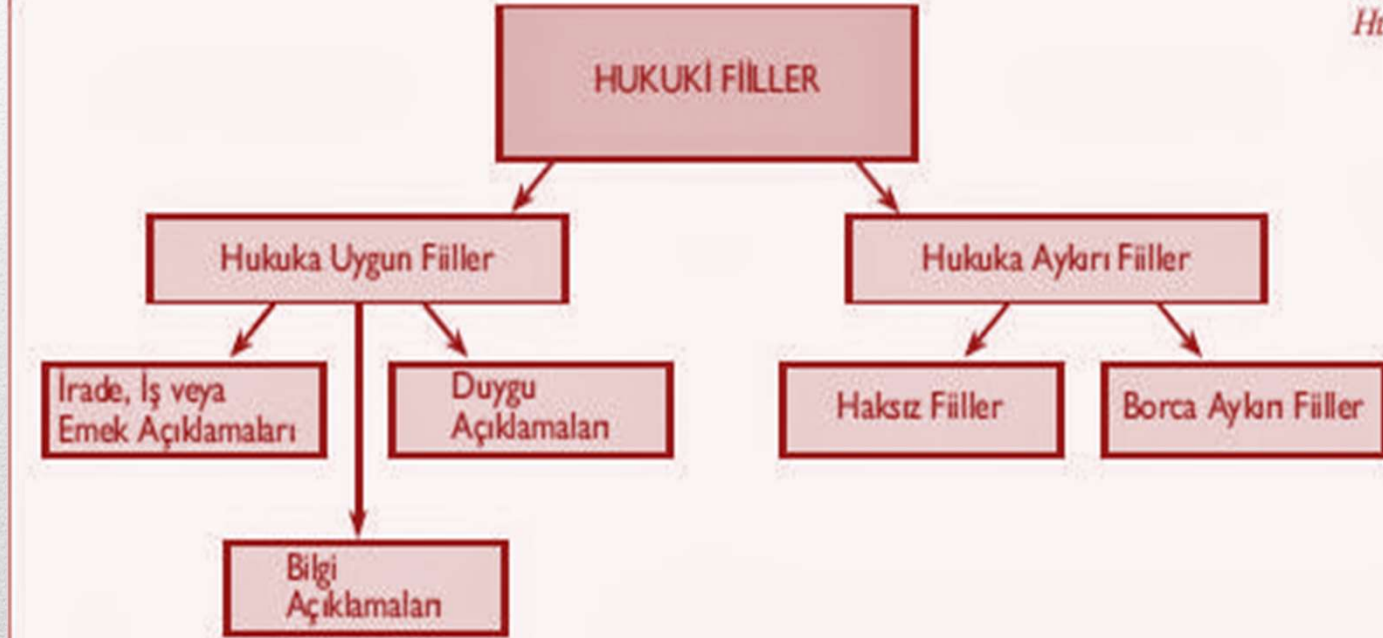 HUKUKİ FİİLLER
Hukuka Uygun Fiiller
Hukuka Aykırı Fiiller
İrade, İş veya
Emek Açıklamaları
Duygu
Açıklamaları
Haksız Fiiller
Borca Aykırı Fiiller
Bilgi
Açıklamaları